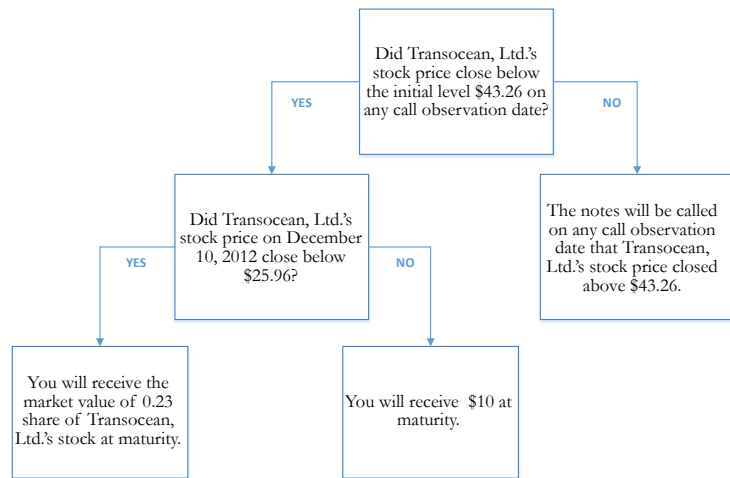 Did Transocean, Ltd.'s
stock price close below
the initial level $43.26 on
any call observation date?
YES
NO
Did Transocean, Ltd.'s
stock price on December
10, 2012 close below
$25.96?
The notes will be called
on any call observation
date that Transocean,
Ltd.'s stock price closed
above $43.26.
YES
NO
You will receive the
market value of 0.23
share of Transocean,
Ltd.'s stock at maturity.
You will receive $10 at
maturity.